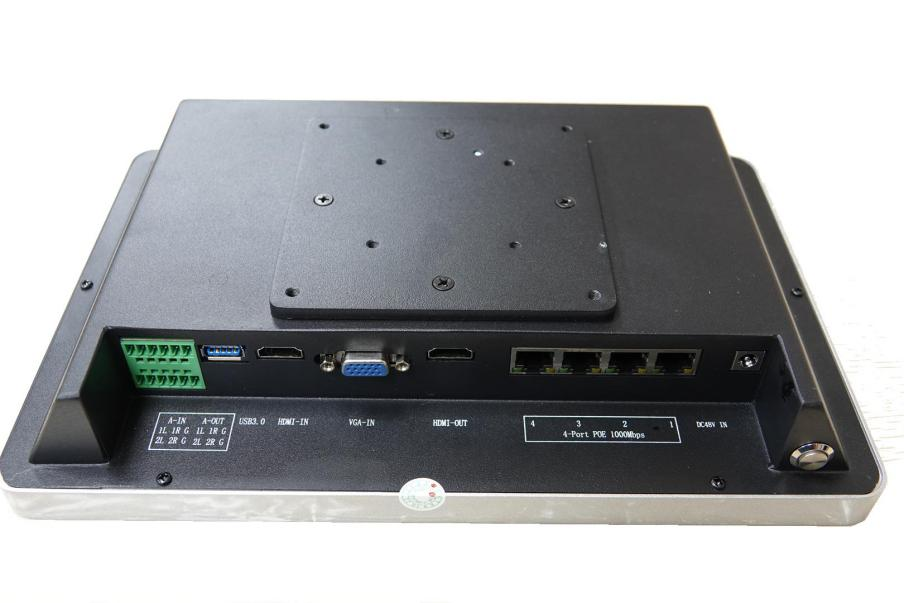 A-IN A-OUT
1L 1R G 1L 1R G
2L 2R G 2L 2R G
USB3.0
HDMI-IN
VGA-IN
HDMI-OUT
4 3 2 1
4-Port POE 1000Mbps
DC48V IN